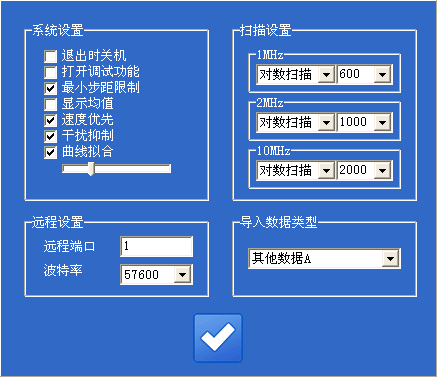 系统设置
退出时关机
打开调试功能
最小步距限制
显示均值
速度优先
干扰抑制
曲线拟合
扫描设置
1MHz
对数扫描 600
2MHz
对数扫描 1000
10MHz
对数扫描 2000
远程设置
远程端口 1
波特率 57600
导入数据类型
其他数据A